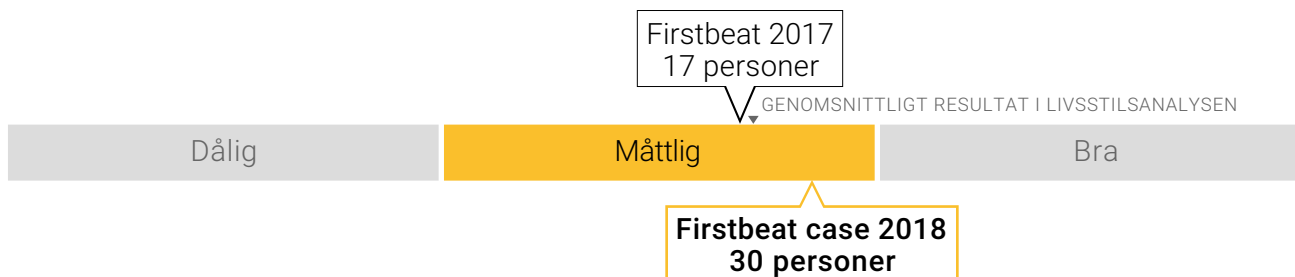 Firstbeat 2017
17 personer
GENOMSNITTLIGT RESULTAT I LIVSSTILSANALYSEN
Dålig
Måttlig
Bra
Firstbeat case 2018
30 personer